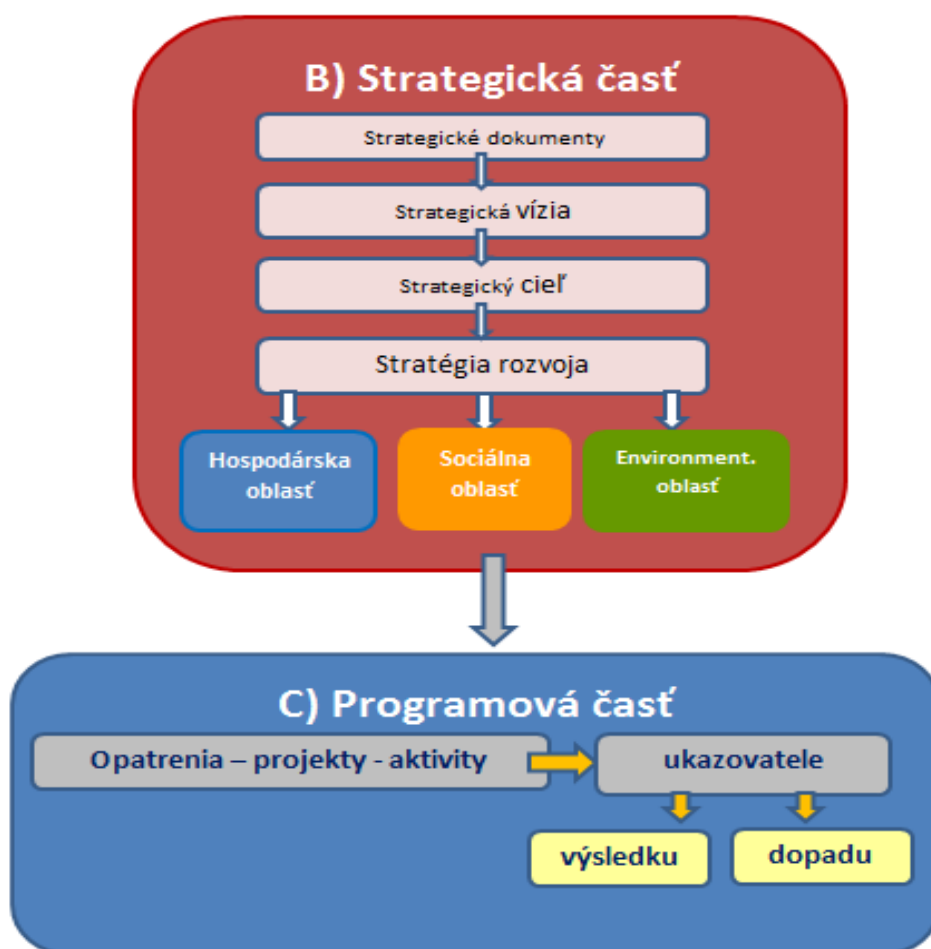 B) Strategická časť
Strategické dokumenty
Strategická vízia
Strategický cieľ
Stratégia rozvoja
Hospodárska
oblasť
Sociálna
oblasť
Environment.
oblasť
C) Programová časť
Opatrenia – projekty - aktivity
ukazovatele
výsledku
dopadu